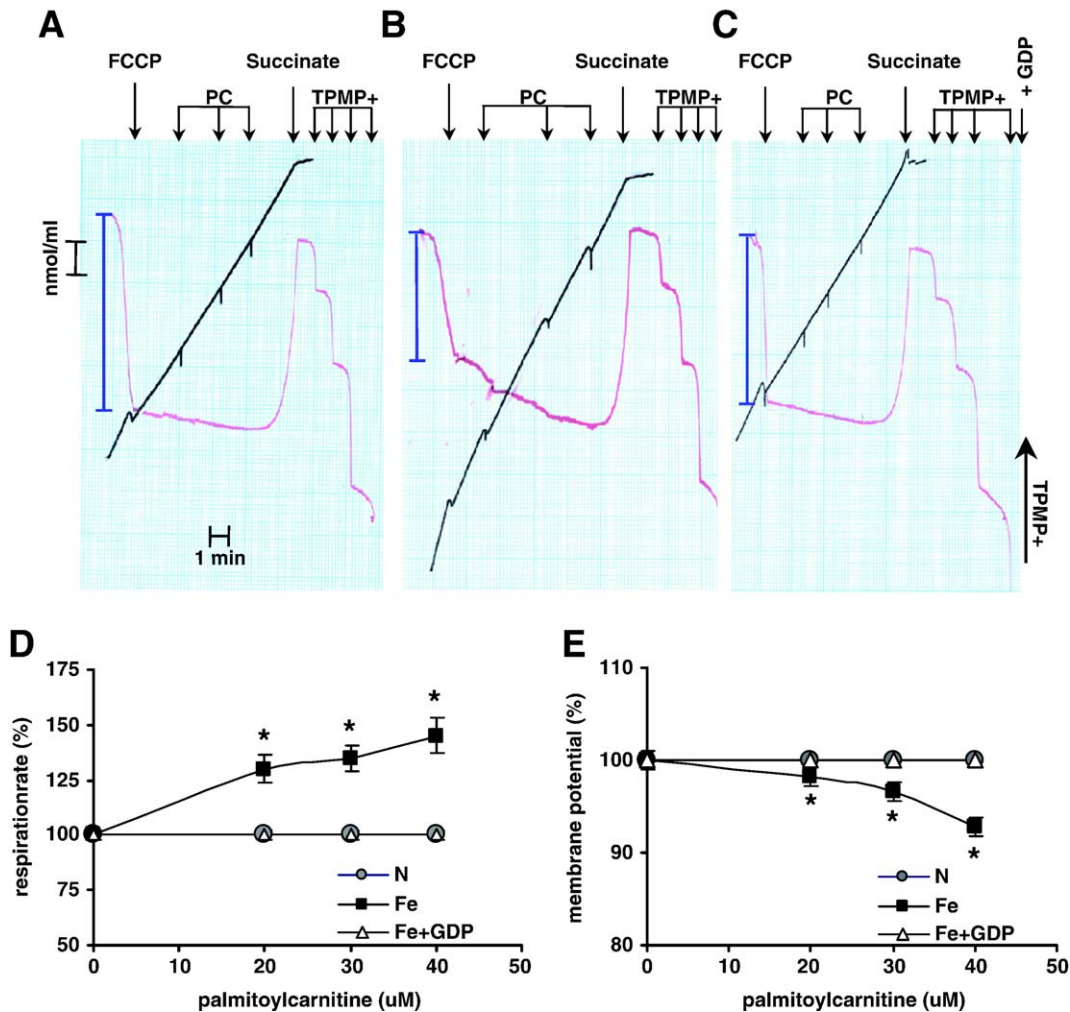 A
FCCP
Succinate
PC
TPMP+
nmol/ml
1 min
B
FCCP
Succinate
PC
TPMP+
C
FCCP
Succinate
+ GDP
PC
TPMP+
TPMP+
D
175
150
125
100
75
50
respirationrate (%)
* * *
N
Fe
Fe+GDP
0 10 20 30 40 50
palmitoylcarnitine (uM)
E
110
100
90
80
membrane potential (%)
* * *
N
Fe
Fe+GDP
0 10 20 30 40 50
palmitoylcarnitine (uM)